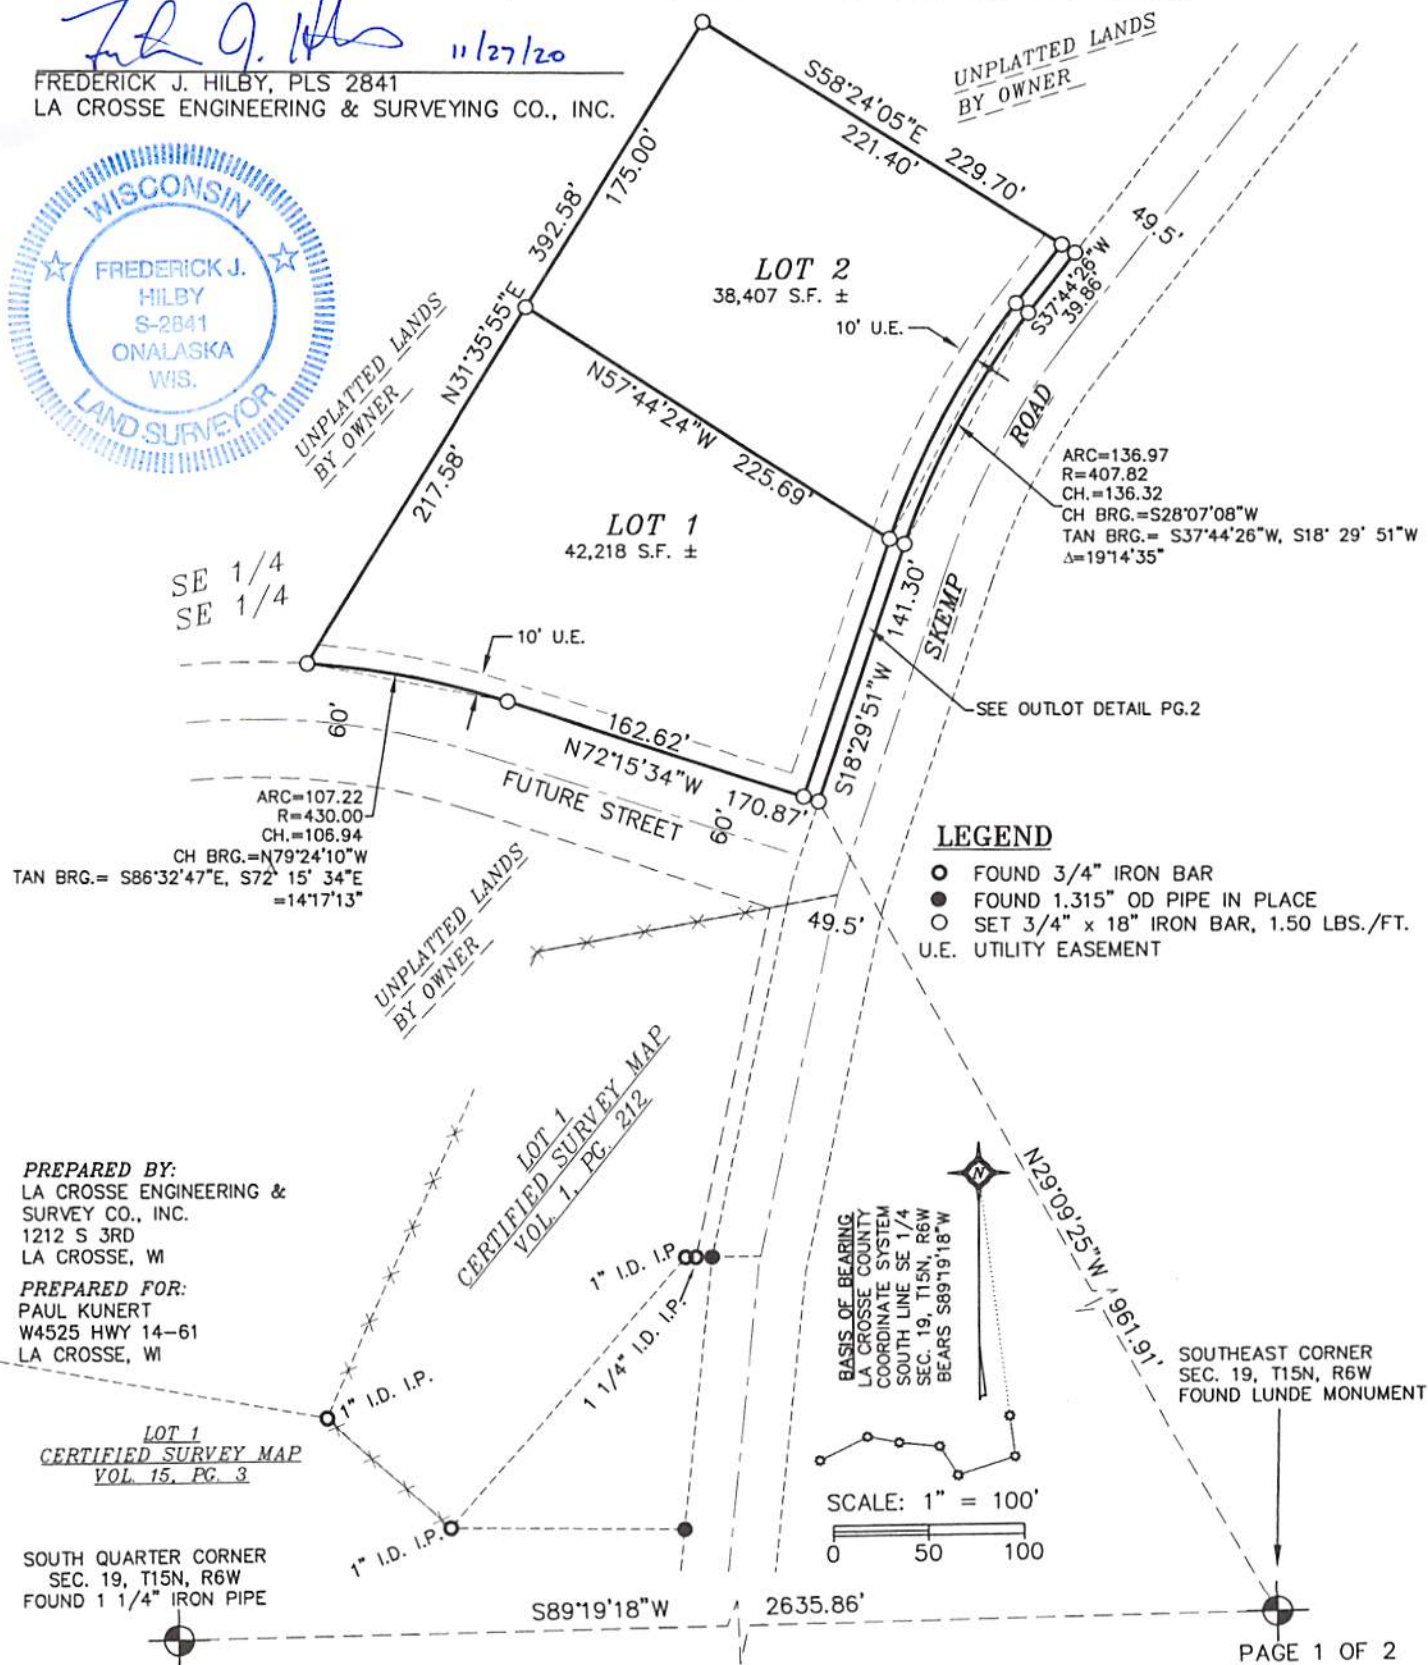 11/27/20
FREDERICK J. HILBY, PLS 2841
LA CROSSE ENGINEERING & SURVEYING CO., INC.
WISCONSIN
FREDERICK J.
HILBY
S-2841
ONALASKA
WIS.
LAND SURVEYOR
UNPLATTED LANDS
BY OWNER
S58°24'05"E 229.70'
221.40'
175.00'
N31°35'55"E 392.58'
217.58'
UNPLATTED LANDS
BY OWNER
LOT 2
38,407 S.F. ±
10' U.E.
49.5'
S37°44'26"W
39.86'
N57°44'24"W 225.69'
ROAD
SKEMP
ARC=136.97
R=407.82
CH.=136.32
CH BRG.=S28°07'08"W
TAN BRG.= S37°44'26"W, S18° 29' 51"W
Δ=19°14'35"
LOT 1
42,218 S.F. ±
SE 1/4
SE 1/4
10' U.E.
S18°29'51"W 141.30'
SEE OUTLOT DETAIL PG.2
60'
162.62'
N72°15'34"W 170.87'
FUTURE STREET
60'
ARC=107.22
R=430.00
CH.=106.94
CH BRG.=N79°24'10"W
TAN BRG.= S86°32'47"E, S72° 15' 34"E
=14°17'13"
LEGEND
FOUND 3/4" IRON BAR
FOUND 1.315" OD PIPE IN PLACE
SET 3/4" x 18" IRON BAR, 1.50 LBS./FT.
U.E. UTILITY EASEMENT
49.5'
UNPLATTED LANDS
BY OWNER
LOT 1
CERTIFIED SURVEY MAP
VOL. 1, PG. 212
PREPARED BY:
LA CROSSE ENGINEERING &
SURVEY CO., INC.
1212 S 3RD
LA CROSSE, WI
PREPARED FOR:
PAUL KUNERT
W4525 HWY 14-61
LA CROSSE, WI
1" I.D. I.P.
1 1/4" I.D. I.P.
1" I.D. I.P.
1" I.D. I.P.
LOT 1
CERTIFIED SURVEY MAP
VOL. 15, PG. 3
N
BASIS OF BEARING
LA CROSSE COUNTY
COORDINATE SYSTEM
SOUTH LINE SE 1/4
SEC. 19, T15N, R6W
BEARS S89°19'18"W
N29°09'25"W 961.91'
SOUTHEAST CORNER
SEC. 19, T15N, R6W
FOUND LUNDE MONUMENT
SCALE: 1" = 100'
0 50 100
SOUTH QUARTER CORNER
SEC. 19, T15N, R6W
FOUND 1 1/4" IRON PIPE
S89°19'18"W 2635.86'
PAGE 1 OF 2